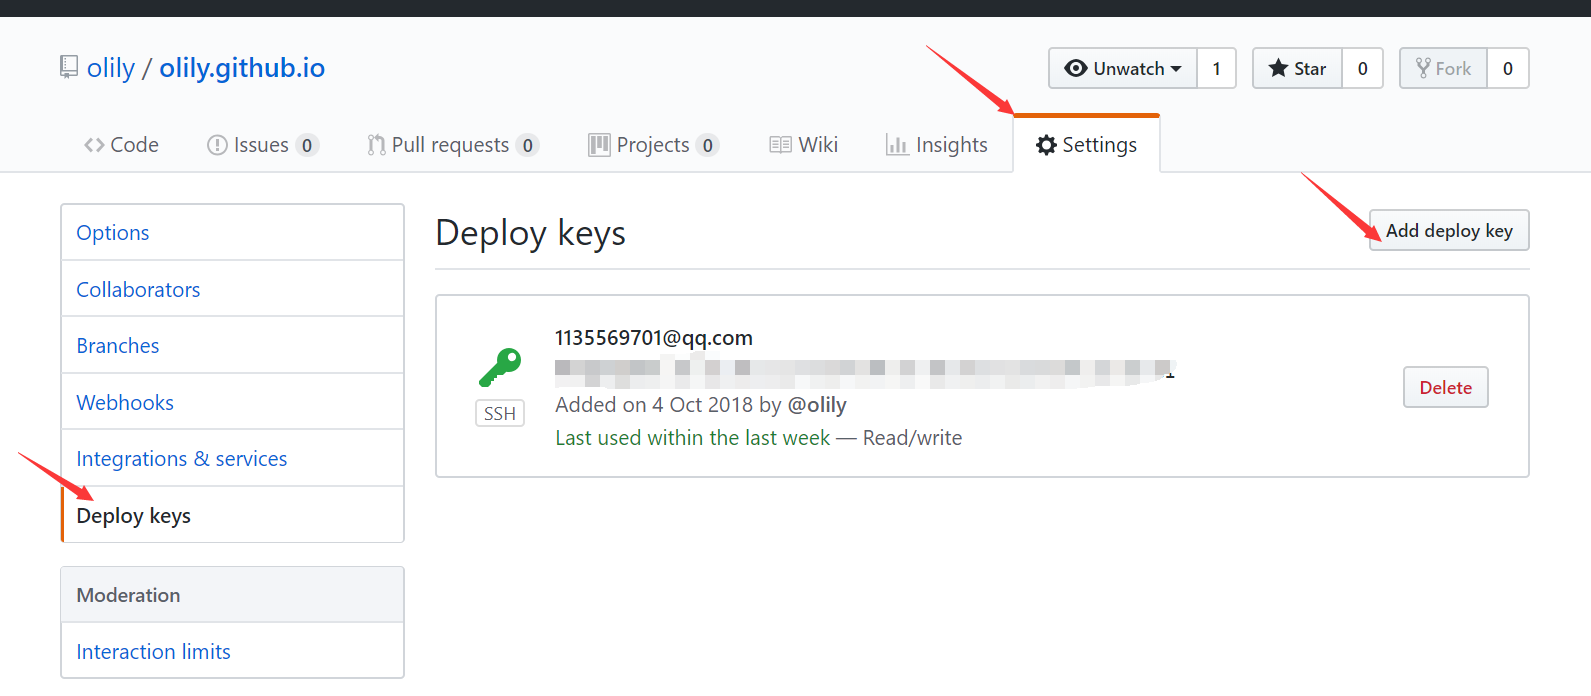 olily / olily.github.io
Unwatch 1 Star 0 Fork 0
Code Issues 0 Pull requests 0 Projects 0 Wiki Insights Settings
Options
Collaborators
Branches
Webhooks
Integrations & services
Deploy keys
Moderation
Interaction limits
Deploy keys
Add deploy key
1135569701@qq.com
SSH
Added on 4 Oct 2018 by @olily
Last used within the last week — Read/write
Delete